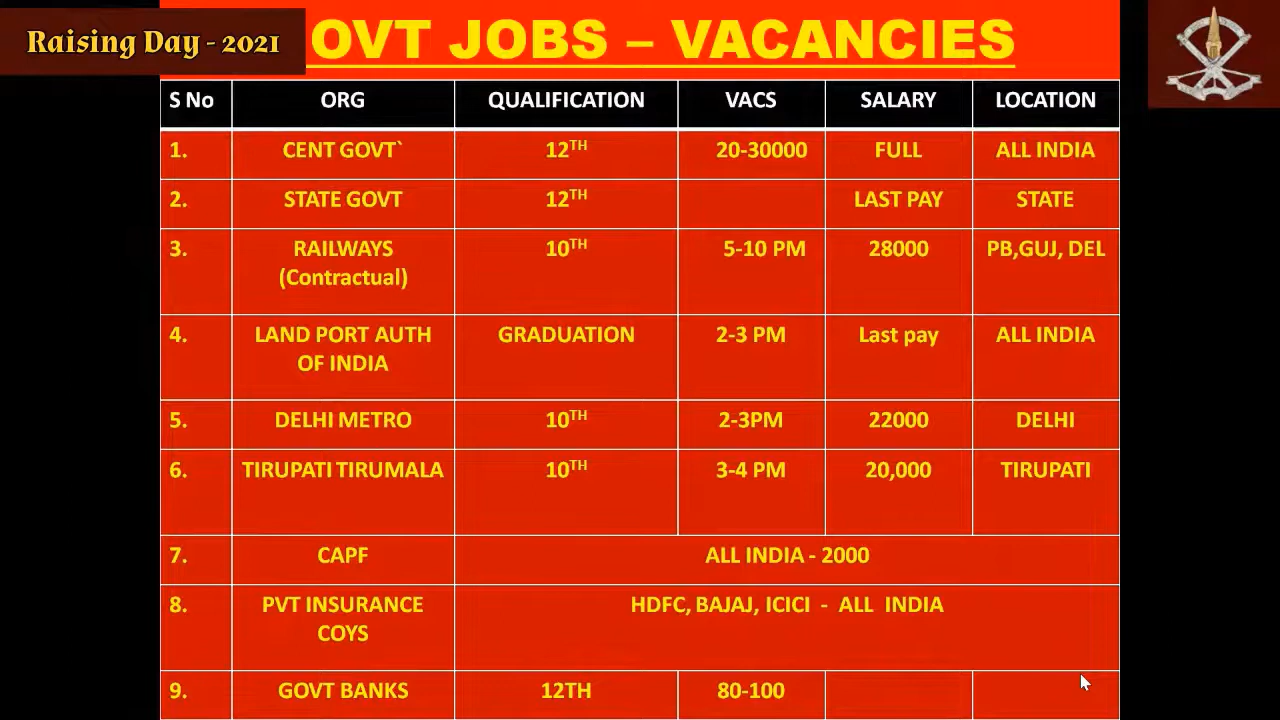 Raising Day - 2021
OVT JOBS – VACANCIES
S No ORG QUALIFICATION VACS SALARY LOCATION
1. CENT GOVT` 12TH 20-30000 FULL ALL INDIA
2. STATE GOVT 12TH LAST PAY STATE
3. RAILWAYS (Contractual) 10TH 5-10 PM 28000 PB,GUJ, DEL
4. LAND PORT AUTH OF INDIA GRADUATION 2-3 PM Last pay ALL INDIA
5. DELHI METRO 10TH 2-3PM 22000 DELHI
6. TIRUPATI TIRUMALA 10TH 3-4 PM 20,000 TIRUPATI
7. CAPF ALL INDIA - 2000
8. PVT INSURANCE COYS HDFC, BAJAJ, ICICI - ALL INDIA
9. GOVT BANKS 12TH 80-100